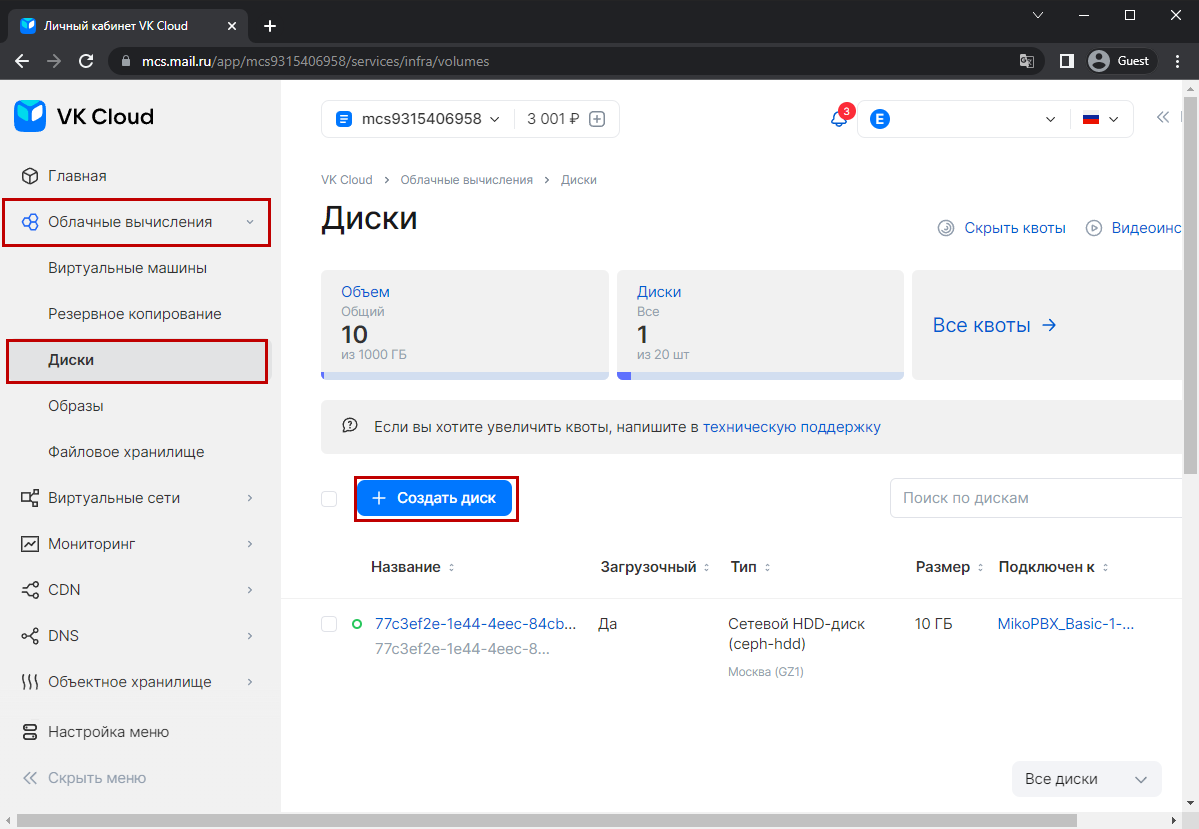 Личный кабинет VK Cloud
mcs.mail.ru/app/mcs9315406958/services/infra/volumes
Guest
VK Cloud
mcs9315406958
3 001 ₽
3
E
Главная
Облачные вычисления
Виртуальные машины
Резервное копирование
Диски
Образы
Файловое хранилище
Виртуальные сети
Мониторинг
CDN
DNS
Объектное хранилище
Настройка меню
Скрыть меню
VK Cloud > Облачные вычисления > Диски
Диски
Скрыть квоты
Видеоинс
Объем
Общий
10
из 1000 ГБ
Диски
Все
1
из 20 шт
Все квоты →
Если вы хотите увеличить квоты, напишите в техническую поддержку
+ Создать диск
Поиск по дискам
Название Загрузочный Тип Размер Подключен к
77c3ef2e-1e44-4eec-84cb... Да Сетевой HDD-диск 10 ГБ MikoPBX_Basic-1-...
77c3ef2e-1e44-4eec-8... (ceph-hdd)
Москва (GZ1)
Все диски